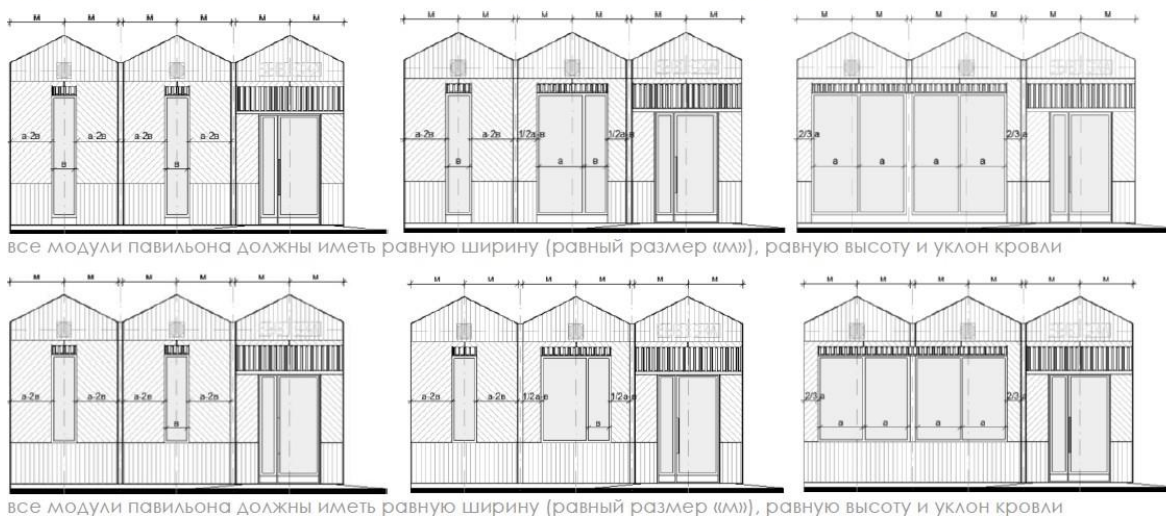 м м м м м м
м м м м м м
м м м м м м
а-2в а-2в а-2в а-2в
в в
а-2в а-2в 1/2а-в 1/2а-в
в а в
2/3 а 2/3 а
а а а а
все модули павильона должны иметь равную ширину (равный размер «м»), равную высоту и уклон кровли
м м м м м м
м м м м м м
м м м м м м
а-2в а-2в а-2в а-2в
в
а-2в а-2в 1/2а-в 1/2а-в
в
2/3 а 2/3 а
а а а а
все модули павильона должны иметь равную ширину (равный размер «м»), равную высоту и уклон кровли